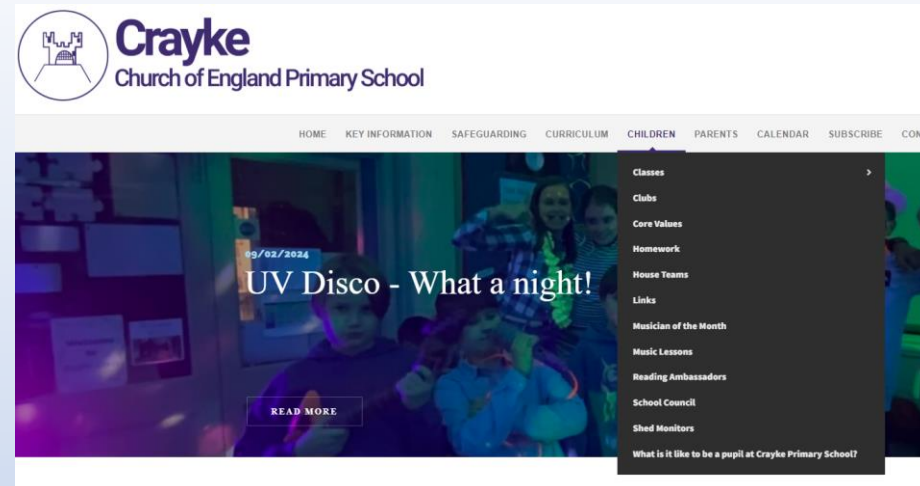 Crayke
Church of England Primary School
HOME KEY INFORMATION SAFEGUARDING CURRICULUM CHILDREN PARENTS CALENDAR SUBSCRIBE
Classes >
Clubs
Core Values
Homework
House Teams
Links
Musician of the Month
Music Lessons
Reading Ambassadors
School Council
Shed Monitors
What is it like to be a pupil at Crayke Primary School?
09/02/2024
UV Disco - What a night!
READ MORE